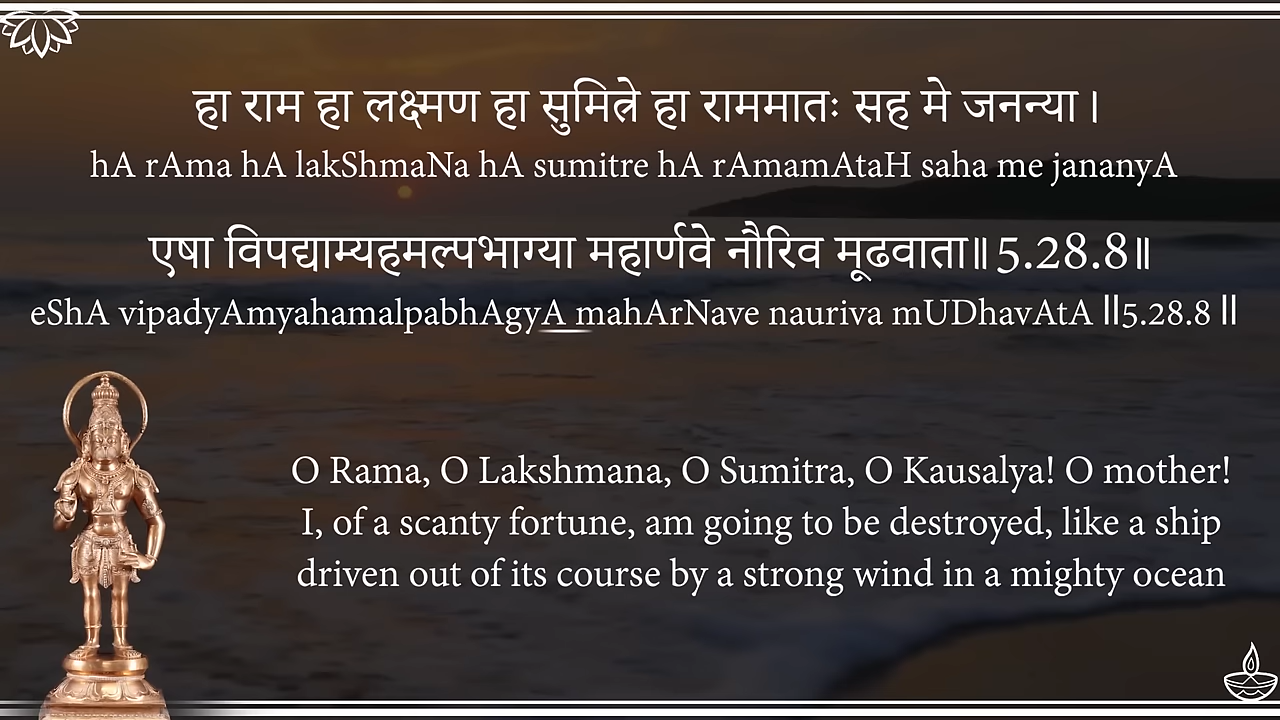 हा राम हा लक्ष्मण हा सुमित्रे हा राममातः सह मे जनन्या ।
hA rAma hA lakShmaNa hA sumitre hA rAmamAtaH saha me jananyA
एषा विपद्याम्यहमल्पभाग्या महार्णवे नौरिव मूढवाता॥ 5.28.8॥
eShA vipadyAmyahamalpabhAgyA mahArNave nauriva mUDhavAtA ॥5.28.8 ॥
O Rama, O Lakshmana, O Sumitra, O Kausalya! O mother!
I, of a scanty fortune, am going to be destroyed, like a ship
driven out of its course by a strong wind in a mighty ocean